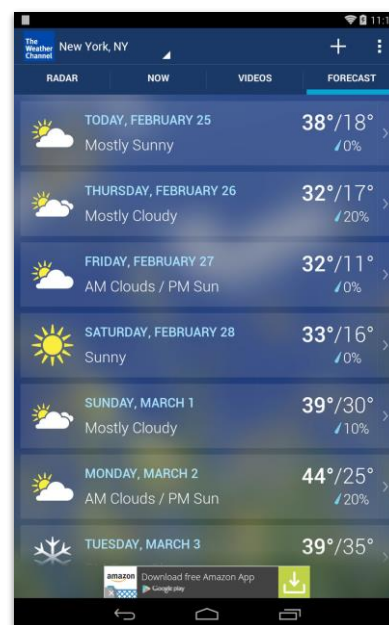 11:1
The
Weather
Channel
New York, NY
RADAR NOW VIDEOS FORECAST
TODAY, FEBRUARY 25 38°/18°
Mostly Sunny 0%
THURSDAY, FEBRUARY 26 32°/17°
Mostly Cloudy 20%
FRIDAY, FEBRUARY 27 32°/11°
AM Clouds / PM Sun 0%
SATURDAY, FEBRUARY 28 33°/16°
Sunny 0%
SUNDAY, MARCH 1 39°/30°
Mostly Cloudy 10%
MONDAY, MARCH 2 44°/25°
AM Clouds / PM Sun 20%
TUESDAY, MARCH 3 39°/35°
amazon Download free Amazon App
Google play